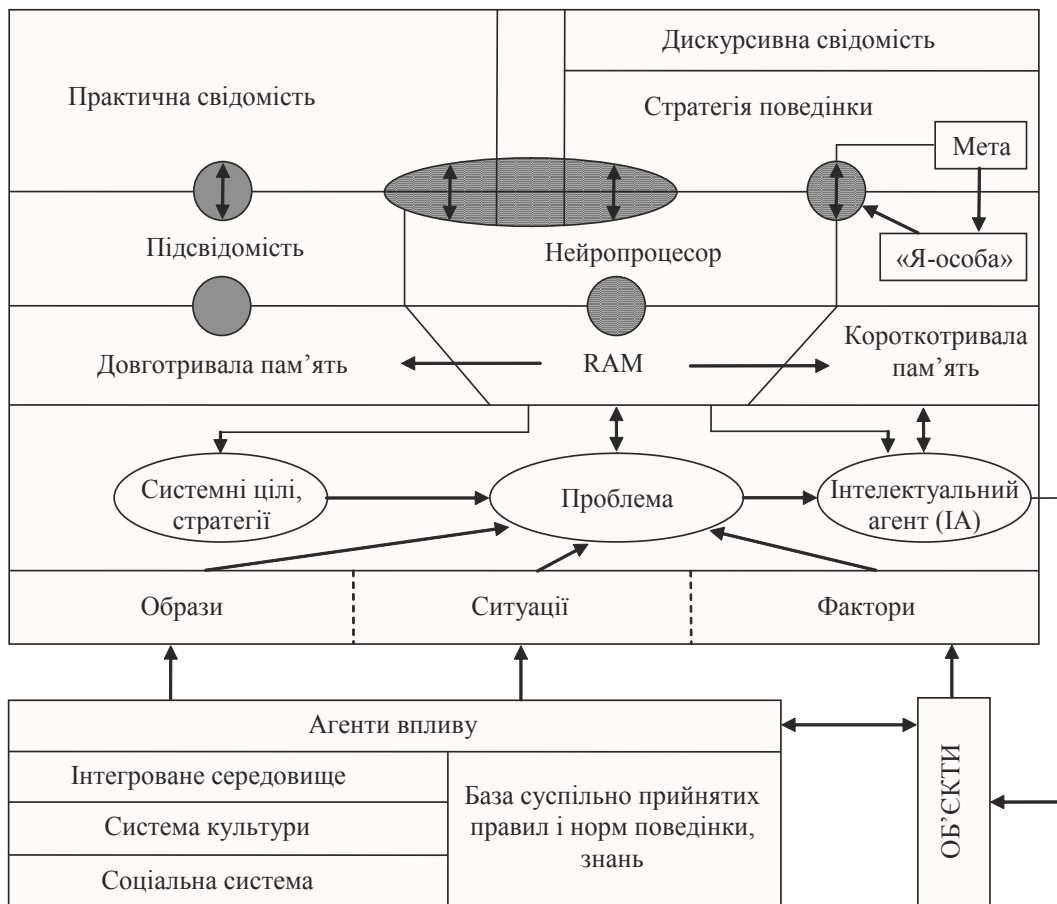 Дискурсивна свідомість
Практична свідомість
Стратегія поведінки
Мета
Підсвідомість
Нейропроцесор
«Я-особа»
Довготривала пам’ять
RAM
Короткотривала
пам’ять
Системні цілі,
стратегії
Проблема
Інтелектуальний
агент (ІА)
Образи
Ситуації
Фактори
Агенти впливу
Інтегроване середовище
Система культури
Соціальна система
База суспільно прийнятих
правил і норм поведінки,
знань
ОБ’ЄКТИ